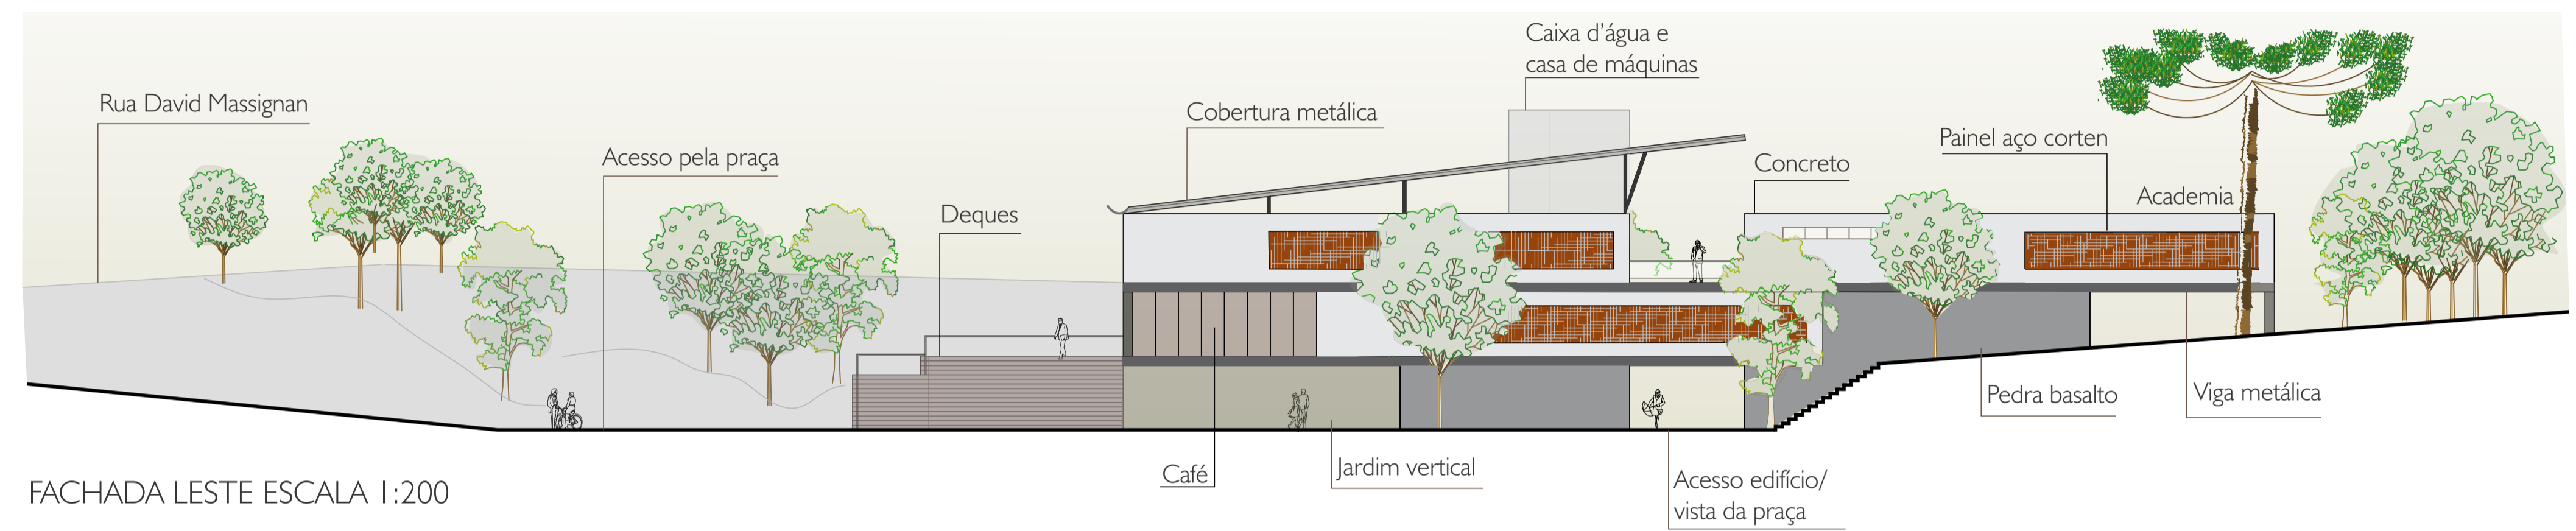 Rua David Massignan
Acesso pela praça
Deques
Cobertura metálica
Caixa d'água e
casa de máquinas
Concreto
Painel aço corten
Academia
Café
Jardim vertical
Acesso edifício/
vista da praça
Pedra basalto
Viga metálica
FACHADA LESTE ESCALA 1:200